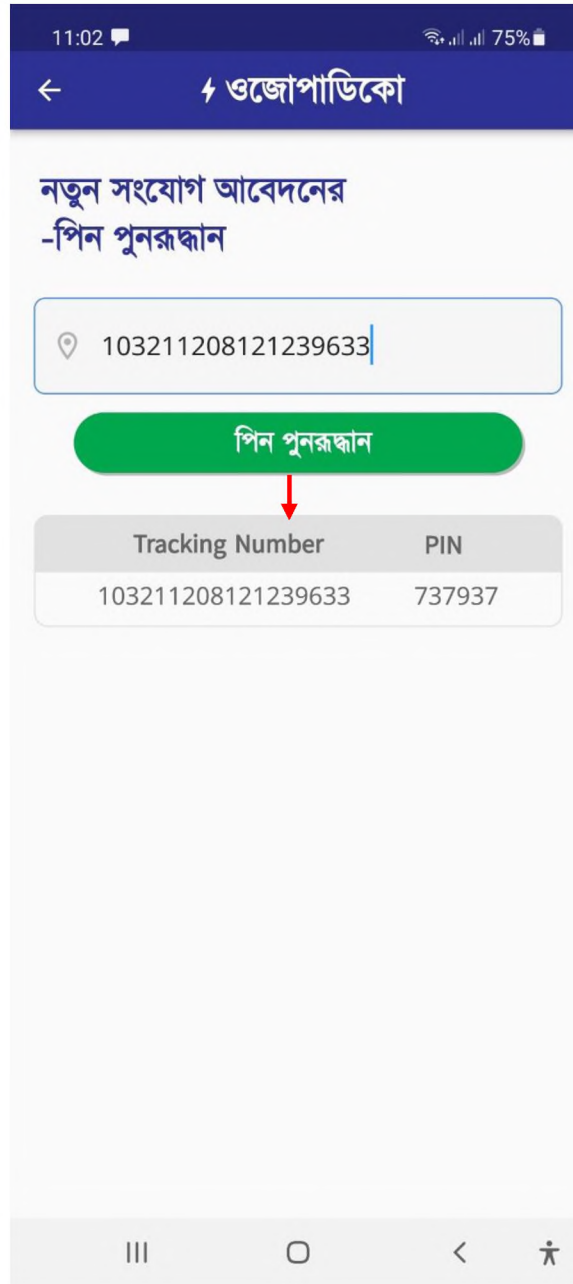 11:02 75%
ওজোপাডিকো
নতুন সংযোগ আবেদনের
-পিন পুনরূদ্ধান
103211208121239633
পিন পুনরূদ্ধান
Tracking Number PIN
103211208121239633 737937